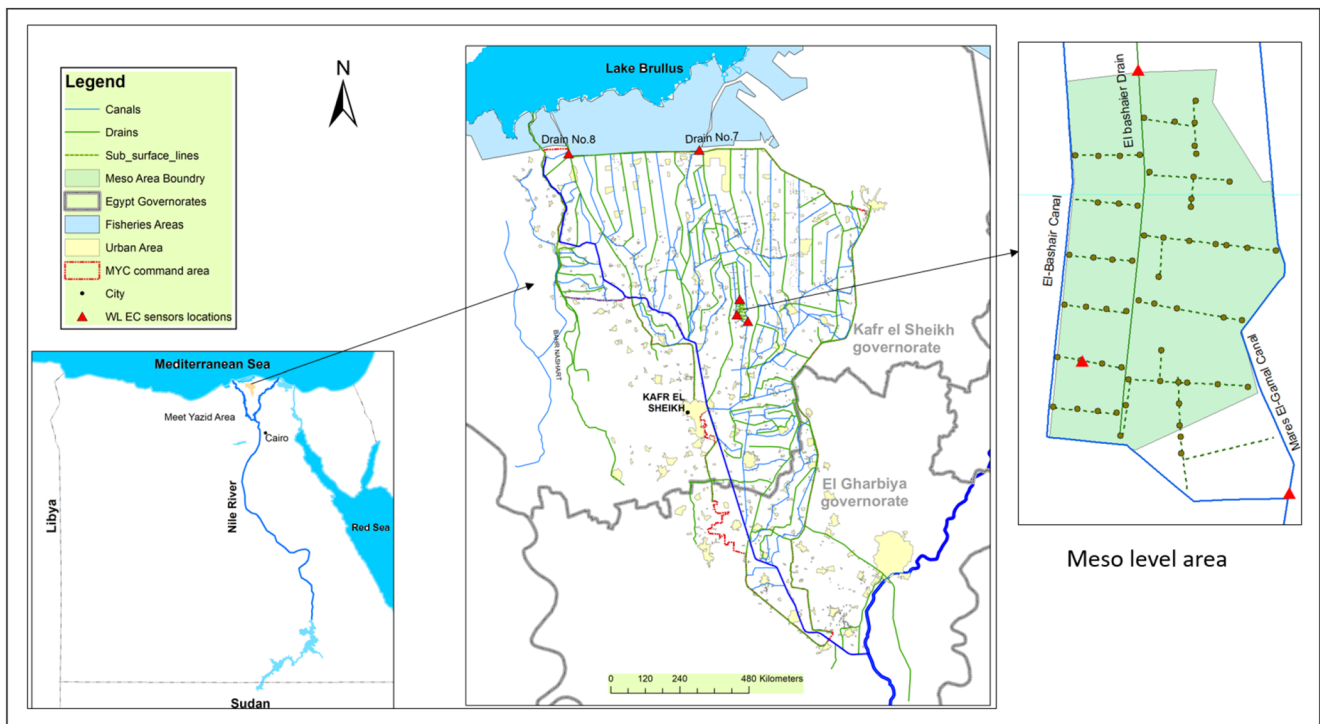 Legend
Canals
Drains
Sub_surface_lines
Meso Area Boundry
Egypt Governorates
Fisheries Areas
Urban Area
MYC command area
City
WL EC sensors locations
N
Mediterranean Sea
Meet Yazid Area
Cairo
Libya
Nile River
Red Sea
Sudan
Lake Brullus
Drain No.8
Drain No.7
BAHR NASHART
Kafr el Sheikh
governorate
KAFR EL
SHEIKH
El Gharbiya
governorate
0 120 240 480 Kilometers
El bashaier Drain
El-Bashair Canal
Mares El-Gamal Canal
Meso level area